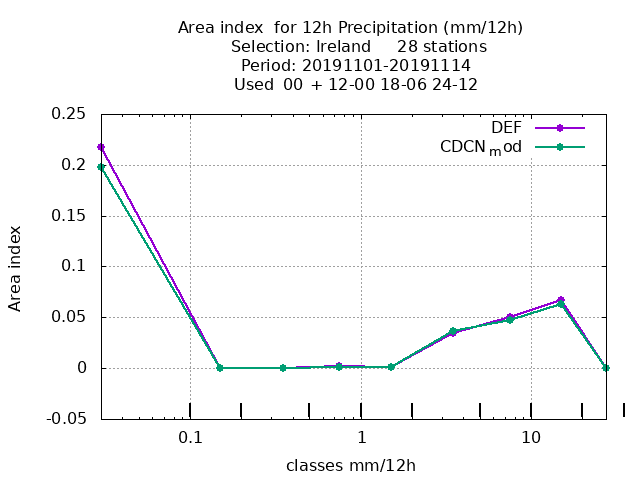 Area index  for 12h Precipitation (mm/12h)
Selection: Ireland     28 stations
Period: 20191101-20191114
Used  00  + 12-00 18-06 24-12
DEF
CDCNmod
0.25
0.2
0.15
0.1
0.05
0
-0.05
Area index
0.1 1 10
classes mm/12h